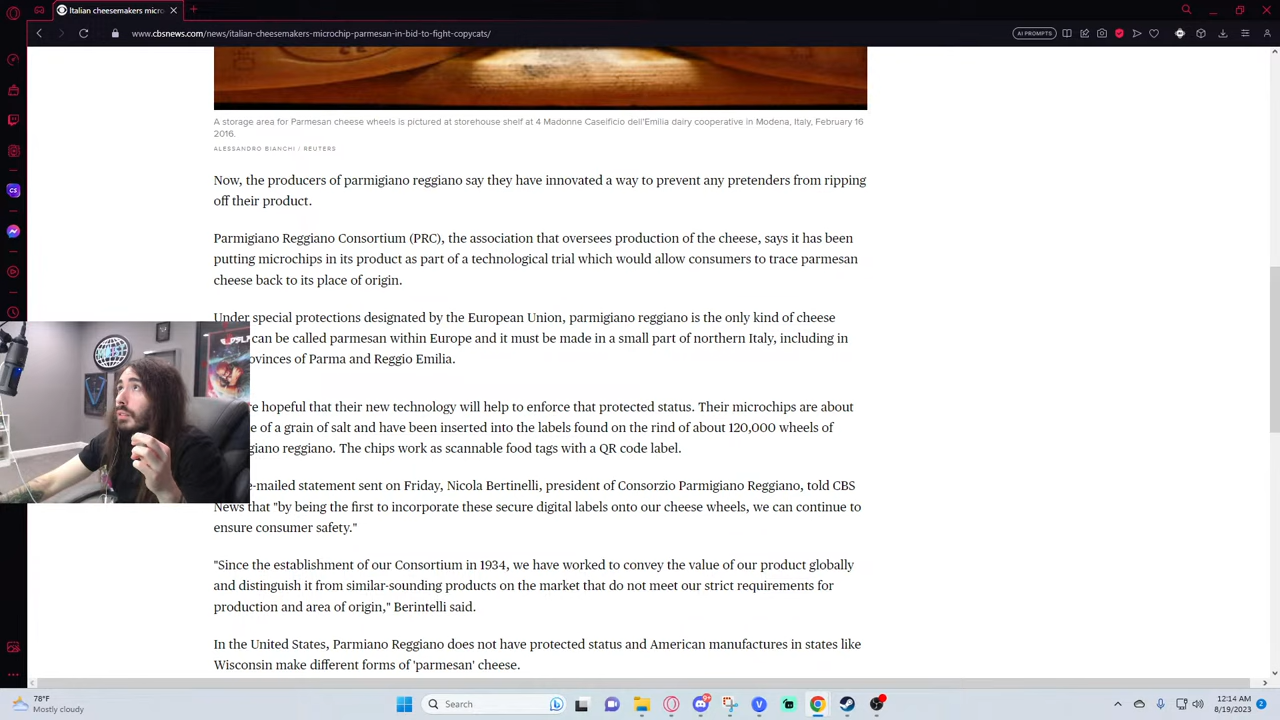 Italian cheesemakers micro
www.cbsnews.com/news/italian-cheesemakers-microchip-parmesan-in-bid-to-fight-copycats/
AI PROMPTS
A storage area for Parmesan cheese wheels is pictured at storehouse shelf at 4 Madonne Caselficio dell'Emilia dairy cooperative in Modena, Italy, February 16
2016.
ALESSANDRO BIANCHI / REUTERS
Now, the producers of parmigiano reggiano say they have innovated a way to prevent any pretenders from ripping
off their product.
Parmigiano Reggiano Consortium (PRC), the association that oversees production of the cheese, says it has been
putting microchips in its product as part of a technological trial which would allow consumers to trace parmesan
cheese back to its place of origin.
Under special protections designated by the European Union, parmigiano reggiano is the only kind of cheese
can be called parmesan within Europe and it must be made in a small part of northern Italy, including in
ovinces of Parma and Reggio Emilia.
re hopeful that their new technology will help to enforce that protected status. Their microchips are about
e of a grain of salt and have been inserted into the labels found on the rind of about 120,000 wheels of
giano reggiano. The chips work as scannable food tags with a QR code label.
e-mailed statement sent on Friday, Nicola Bertinelli, president of Consorzio Parmigiano Reggiano, told CBS
News that "by being the first to incorporate these secure digital labels onto our cheese wheels, we can continue to
ensure consumer safety."
"Since the establishment of our Consortium in 1934, we have worked to convey the value of our product globally
and distinguish it from similar-sounding products on the market that do not meet our strict requirements for
production and area of origin," Berintelli said.
In the United States, Parmiano Reggiano does not have protected status and American manufactures in states like
Wisconsin make different forms of 'parmesan' cheese.
78°F
Mostly cloudy
Search
9+
12:14 AM
8/19/2023
2